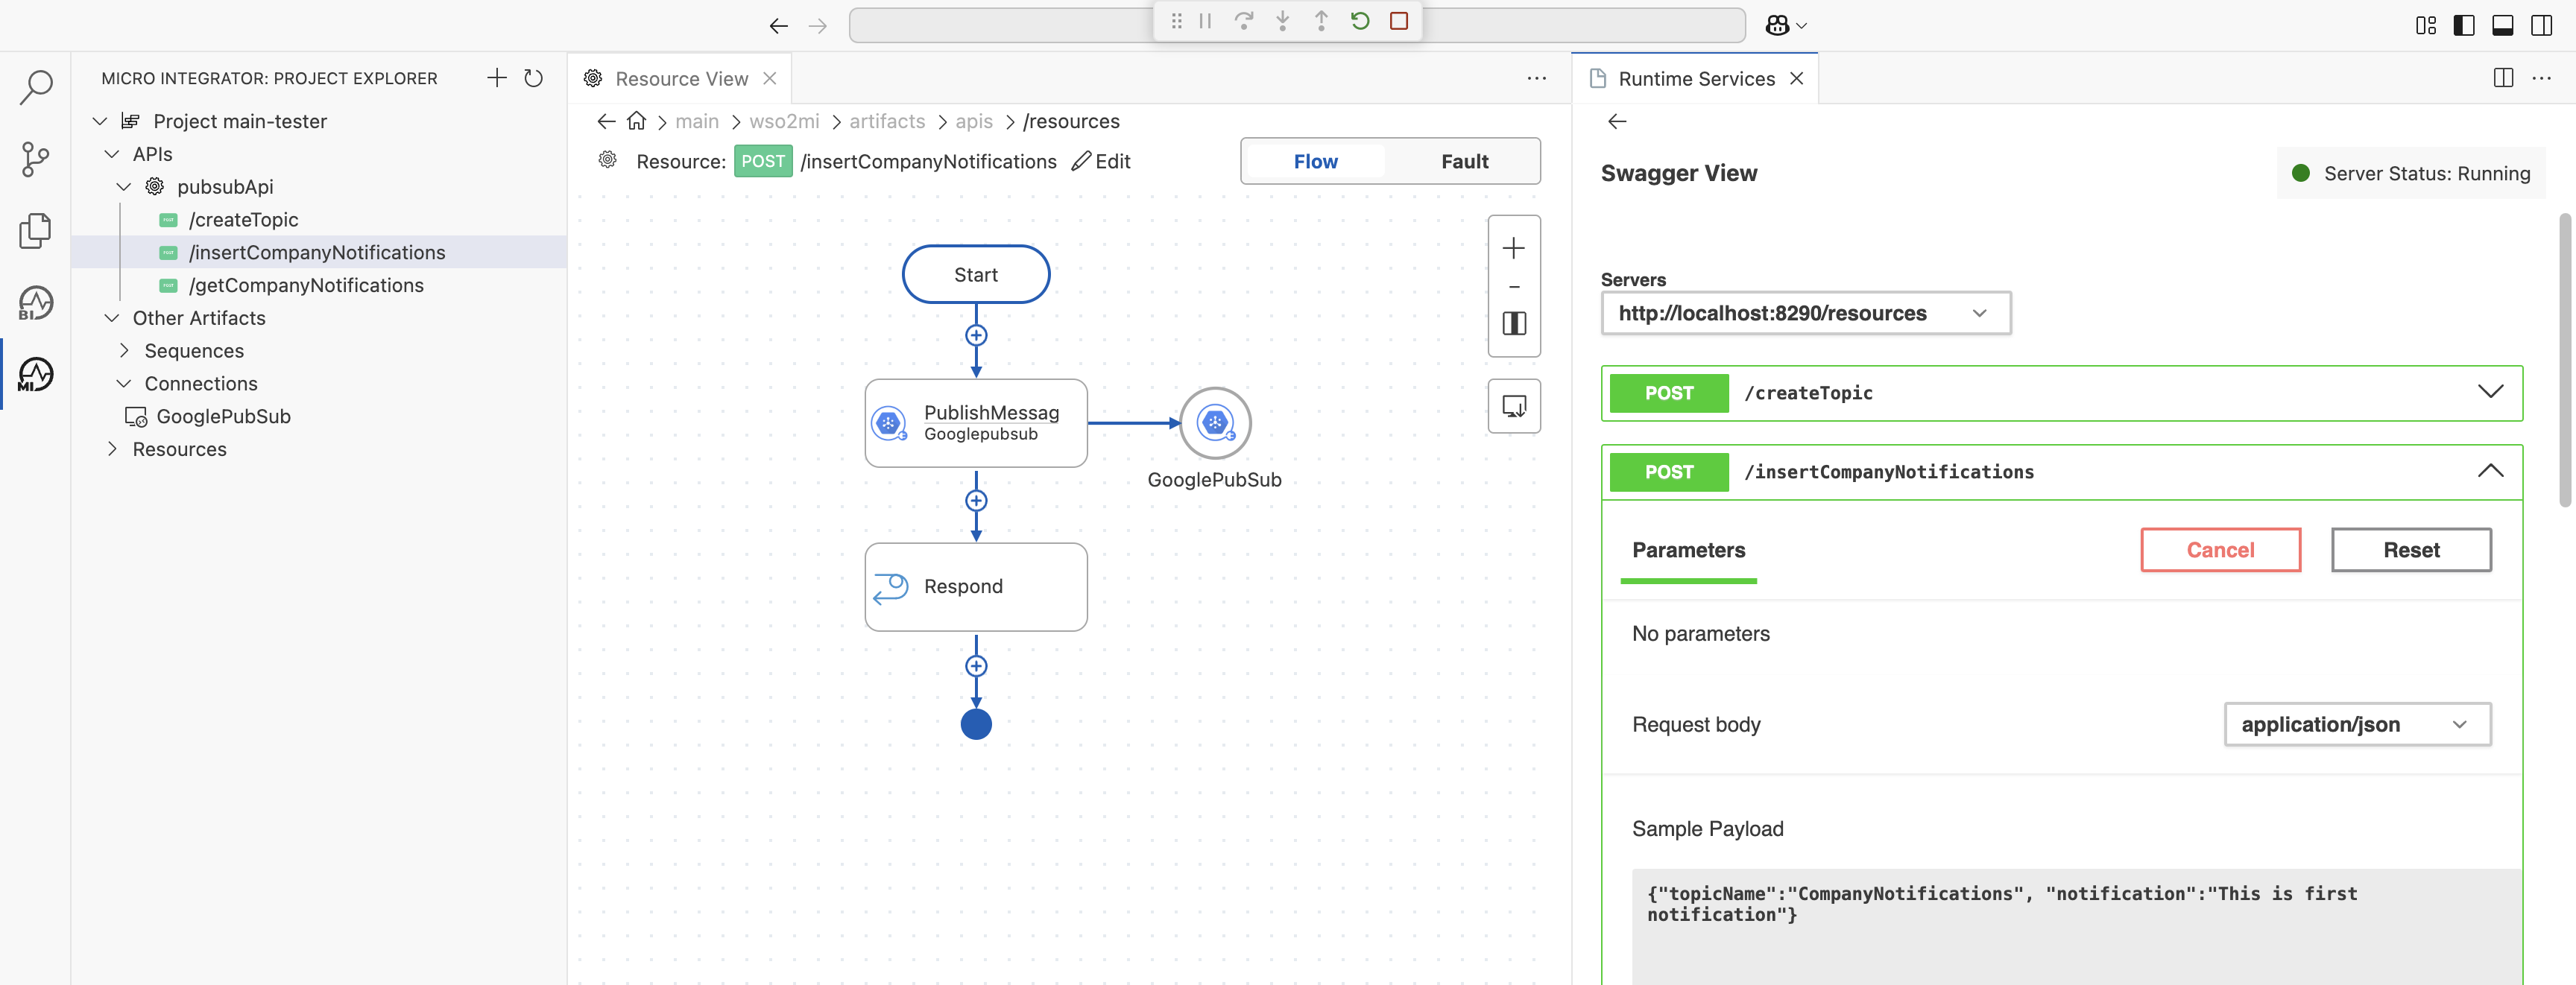 MICRO INTEGRATOR: PROJECT EXPLORER
Project main-tester
APIs
pubsubApi
/createTopic
/insertCompanyNotifications
/getCompanyNotifications
Other Artifacts
Sequences
Connections
GooglePubSub
Resources
BI
MI
Resource View
main > wso2mi > artifacts > apis > /resources
Resource: POST /insertCompanyNotifications Edit
Flow Fault
Start
PublishMessag
Googlepubsub
GooglePubSub
Respond
Runtime Services
Swagger View
Server Status: Running
Servers
http://localhost:8290/resources
POST /createTopic
POST /insertCompanyNotifications
Parameters Cancel Reset
No parameters
Request body application/json
Sample Payload
{"topicName":"CompanyNotifications", "notification":"This is first
notification"}